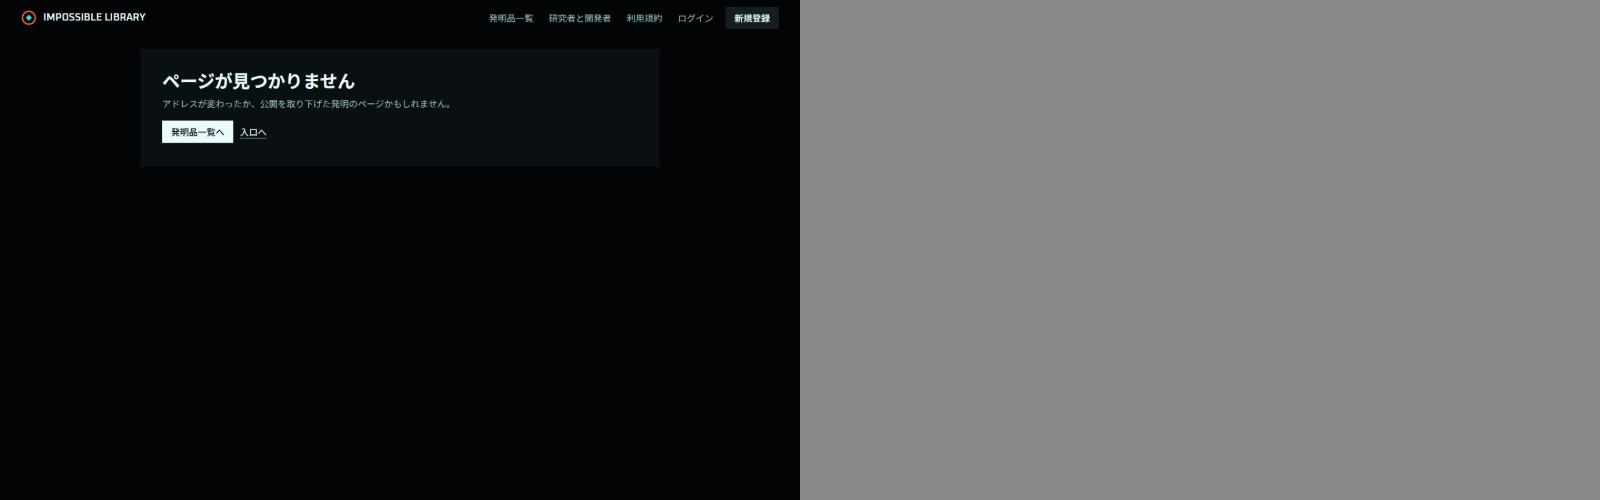 IMPOSSIBLE LIBRARY
発明品一覧 研究者と開発者 利用規約 ログイン 新規登録
ページが見つかりません
アドレスが変わったか、公開を取り下げた発明のページかもしれません。
発明品一覧へ 入口へ